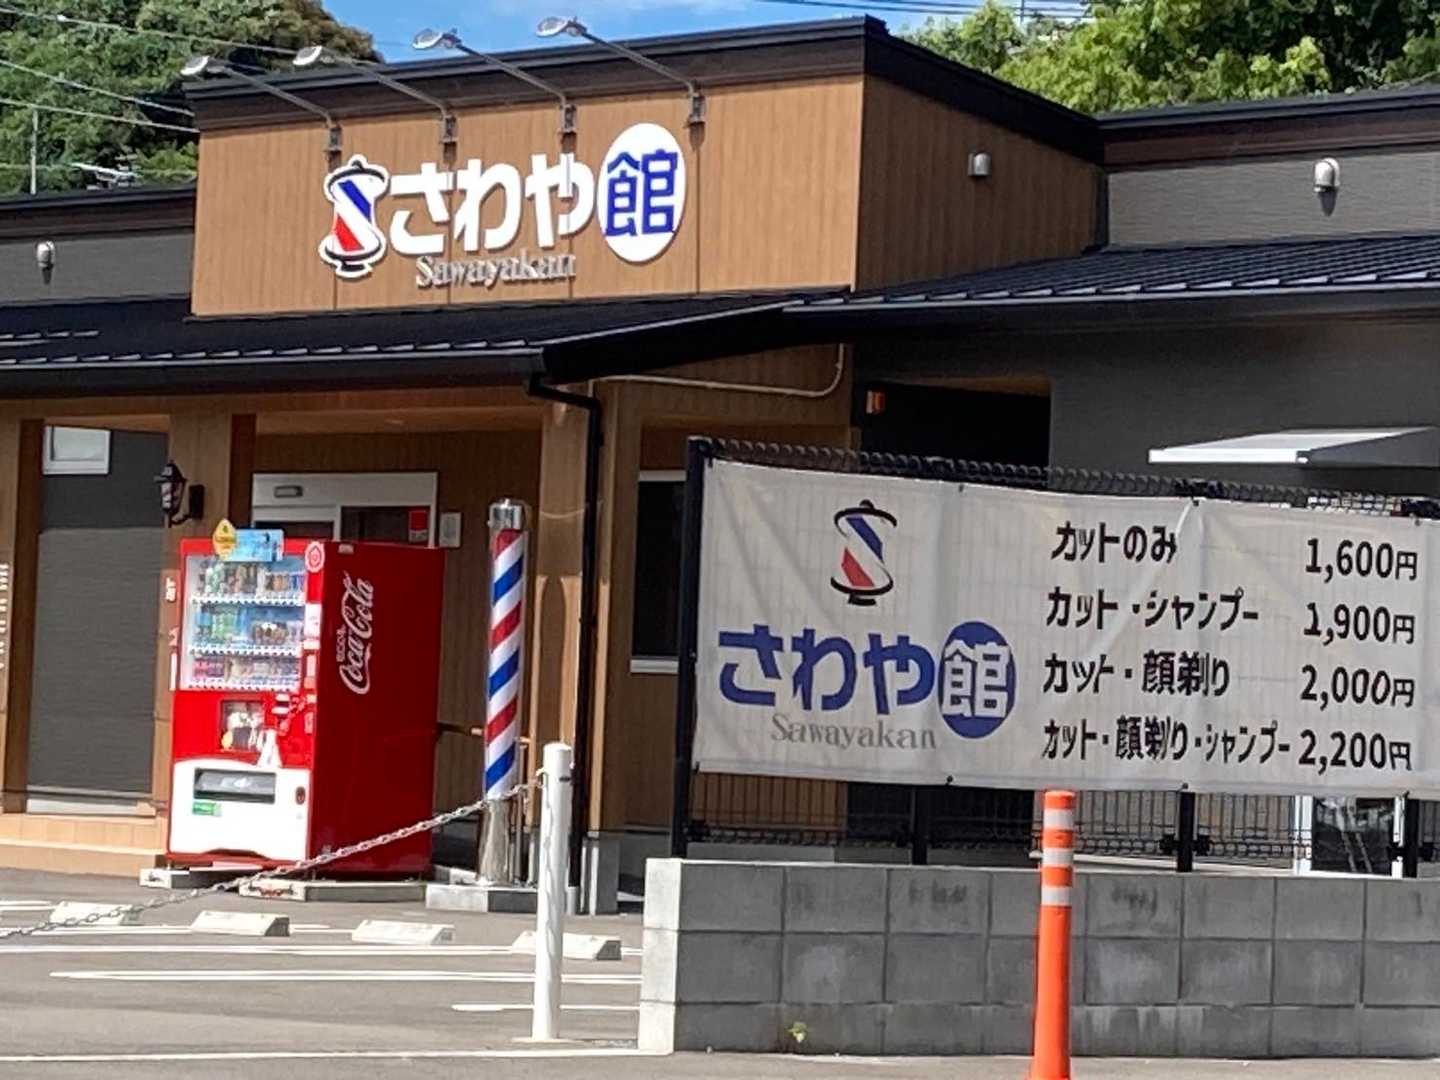 さわや館
Sawayakan
Coca-Cola
さわや館
Sawayakan
カットのみ 1,600円
カット・シャンプー 1,900円
カット・顔剃り 2,000円
カット・顔剃り・シャンプー 2,200円